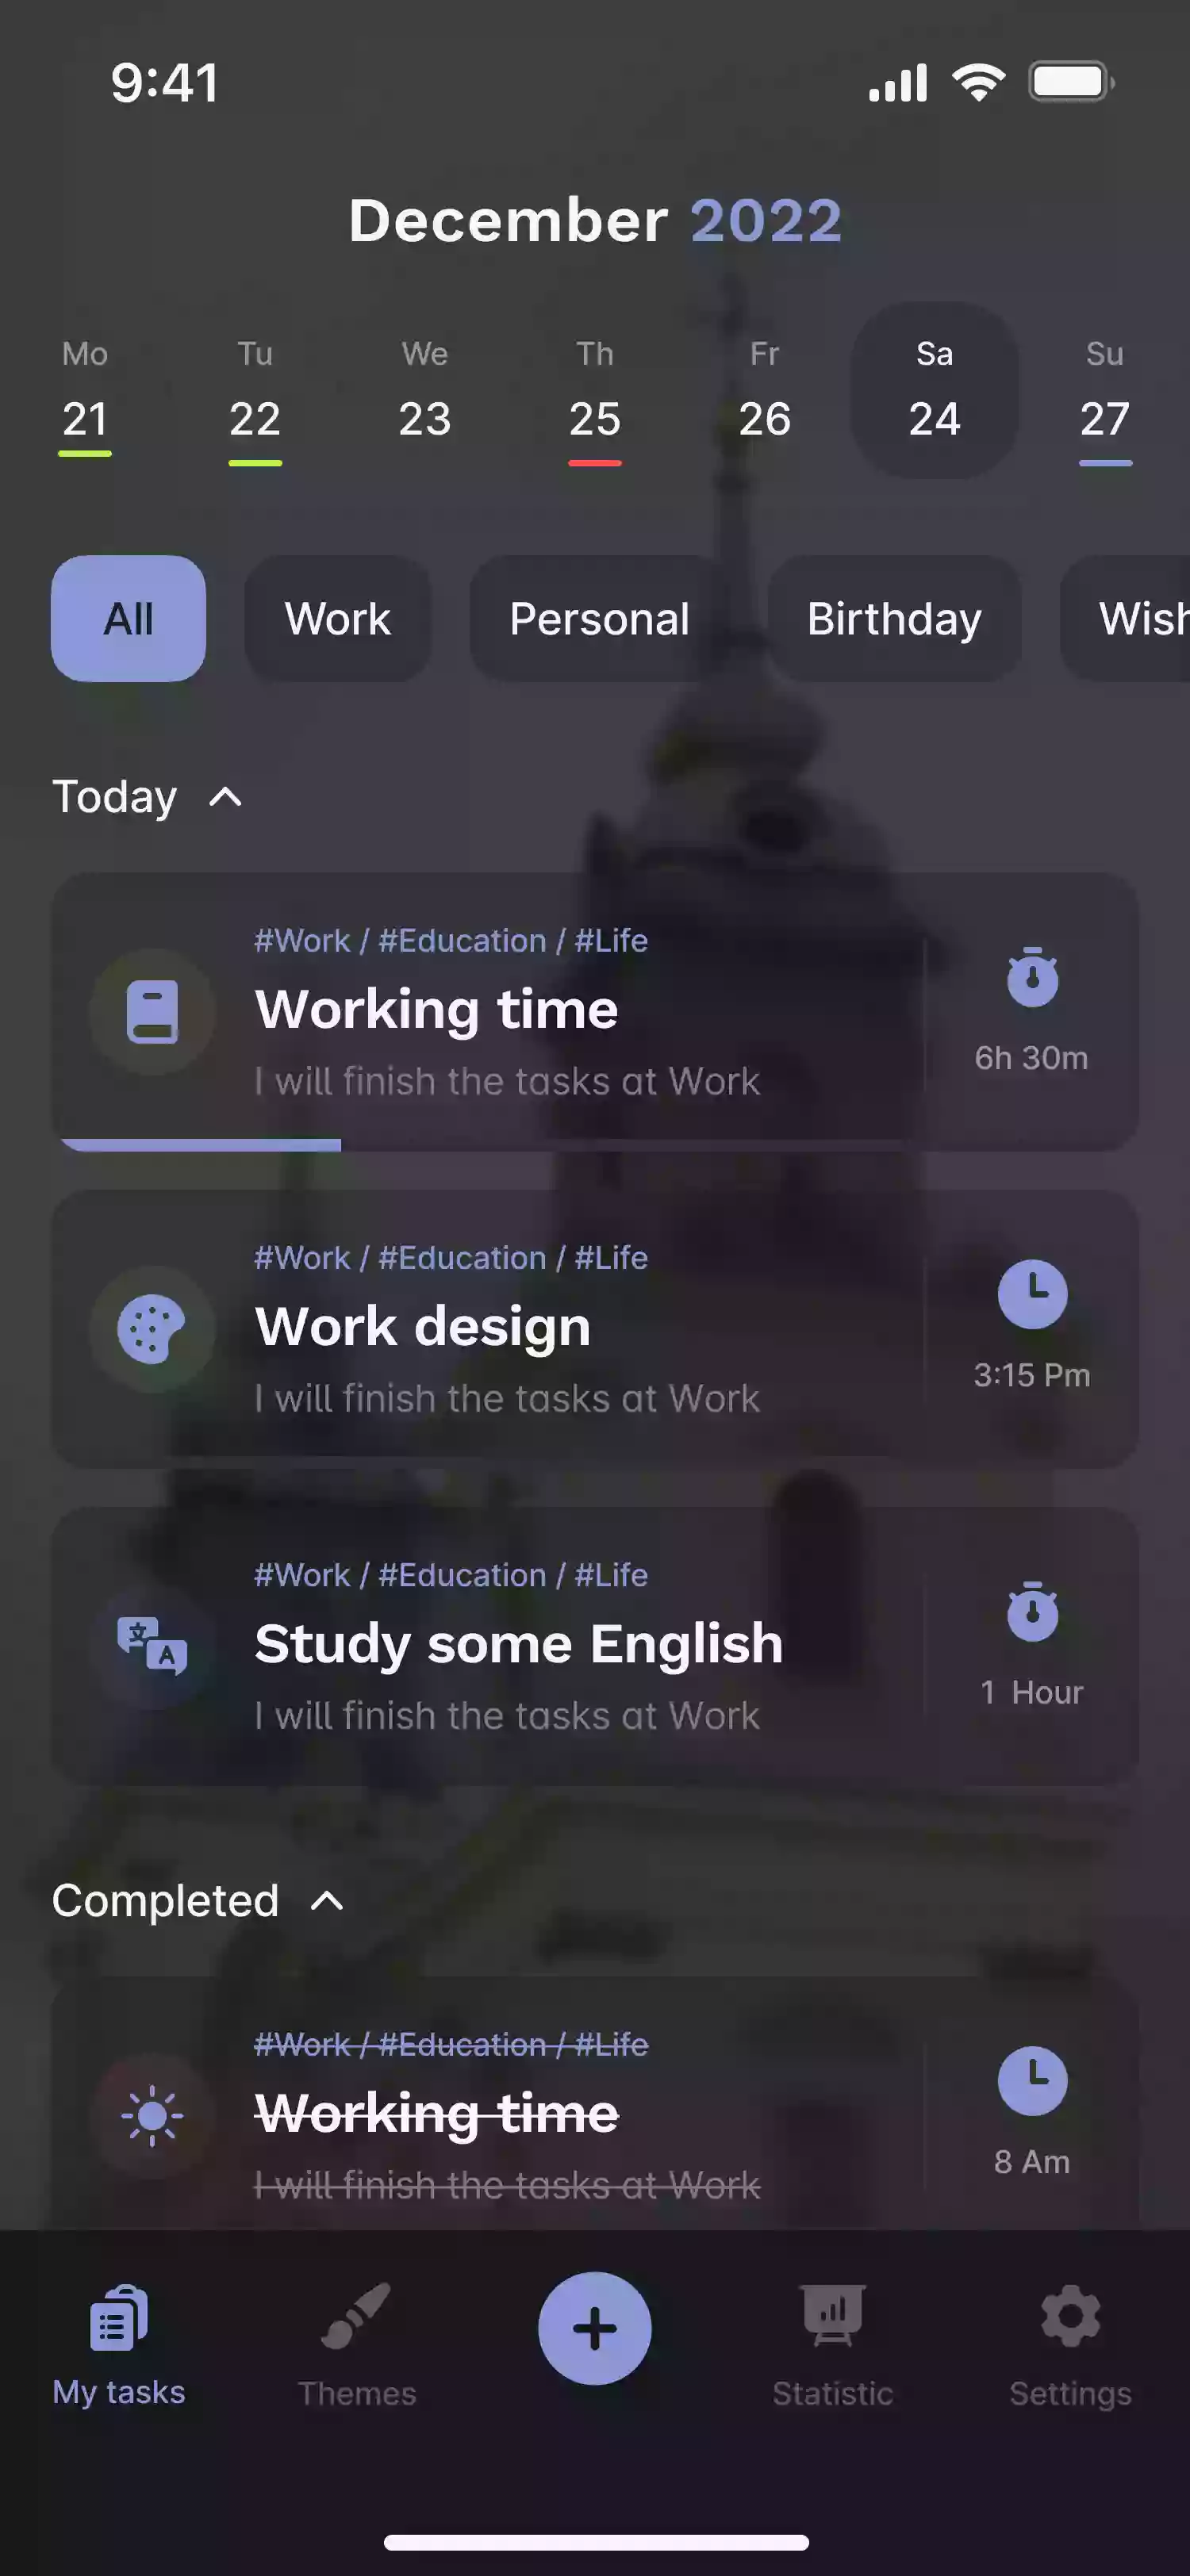 9:41
December 2022
Mo Tu We Th Fr Sa Su
21 22 23 25 26 24 27
All Work Personal Birthday Wish
Today
#Work / #Education / #Life
Working time
I will finish the tasks at Work
6h 30m
#Work / #Education / #Life
Work design
I will finish the tasks at Work
3:15 Pm
文 A
#Work / #Education / #Life
Study some English
I will finish the tasks at Work
1 Hour
Completed
#Work / #Education / #Life
Working time
I will finish the tasks at Work
8 Am
My tasks Themes Statistic Settings